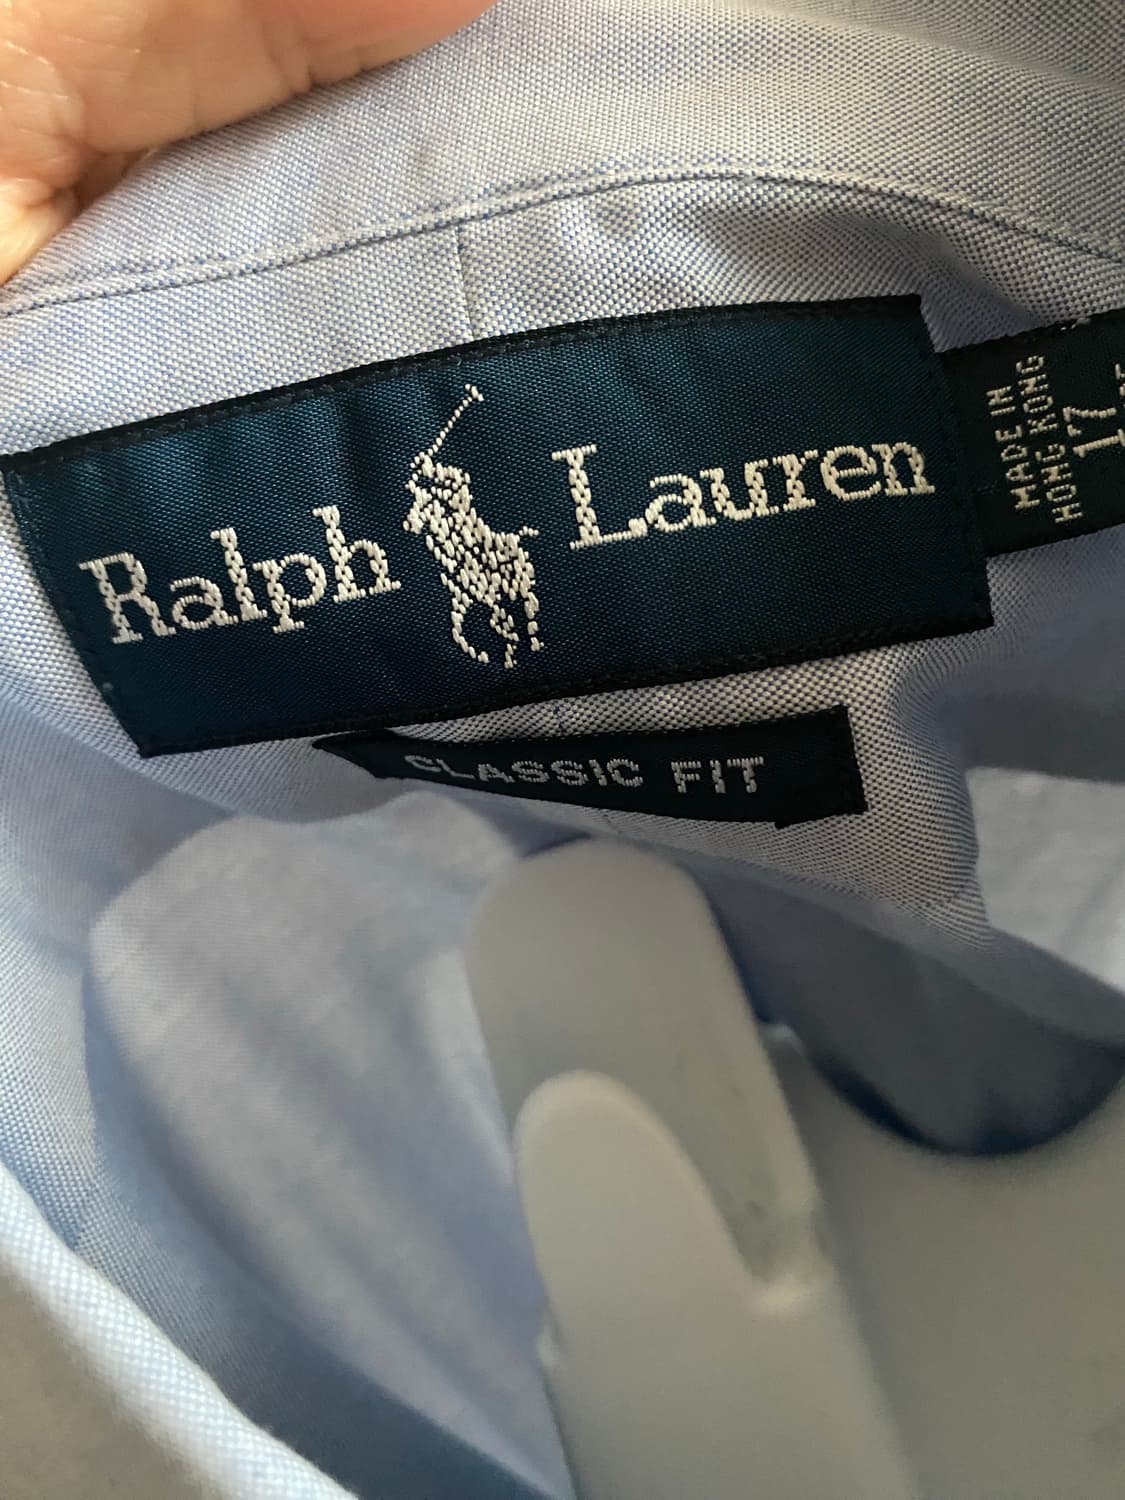 Ralph Lauren
CLASSIC FIT
MADE IN
HONG KONG
17